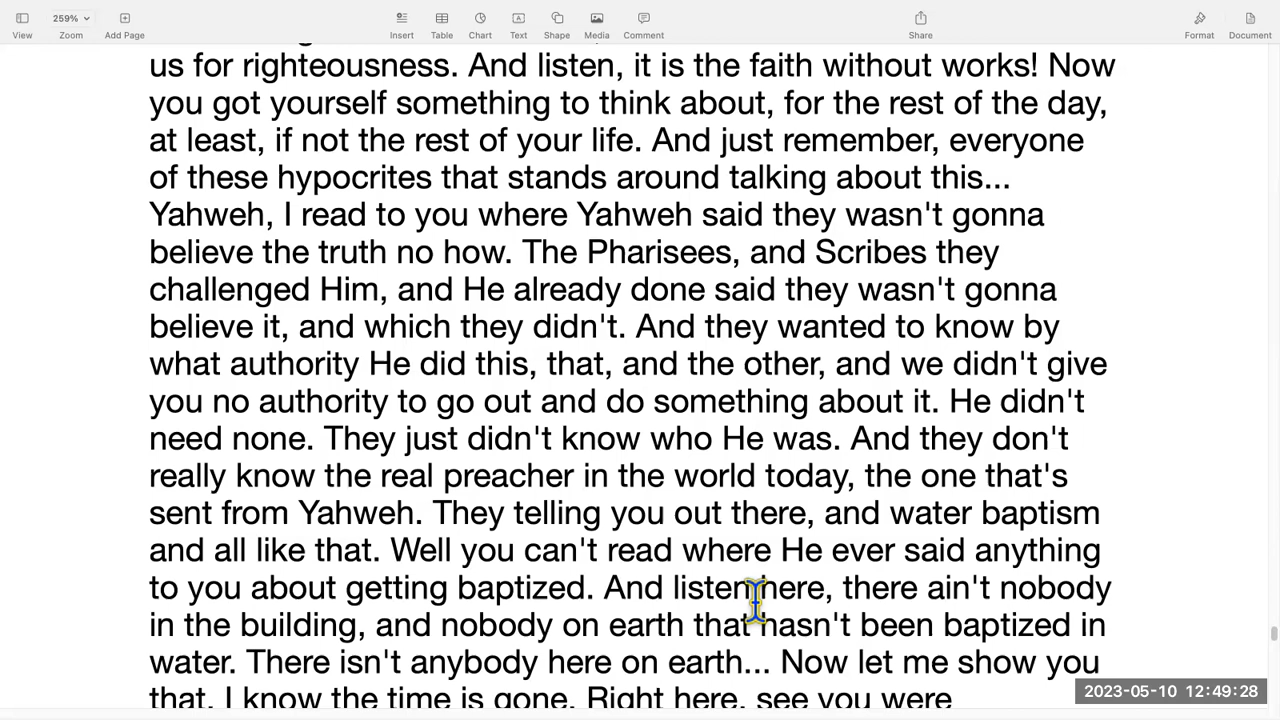 259%
View
Zoom
Add Page
Insert
Table
Chart
Text
Shape
Media
Comment
Share
Format
Document
us for righteousness. And listen, it is the faith without works! Now
you got yourself something to think about, for the rest of the day,
at least, if not the rest of your life. And just remember, everyone
of these hypocrites that stands around talking about this...
Yahweh, I read to you where Yahweh said they wasn't gonna
believe the truth no how. The Pharisees, and Scribes they
challenged Him, and He already done said they wasn't gonna
believe it, and which they didn't. And they wanted to know by
what authority He did this, that, and the other, and we didn't give
you no authority to go out and do something about it. He didn't
need none. They just didn't know who He was. And they don't
really know the real preacher in the world today, the one that's
sent from Yahweh. They telling you out there, and water baptism
and all like that. Well you can't read where He ever said anything
to you about getting baptized. And listen here, there ain't nobody
in the building, and nobody on earth that hasn't been baptized in
water. There isn't anybody here on earth... Now let me show you
that. I know the time is gone. Right here, see you were
2023-05-10 12:49:28